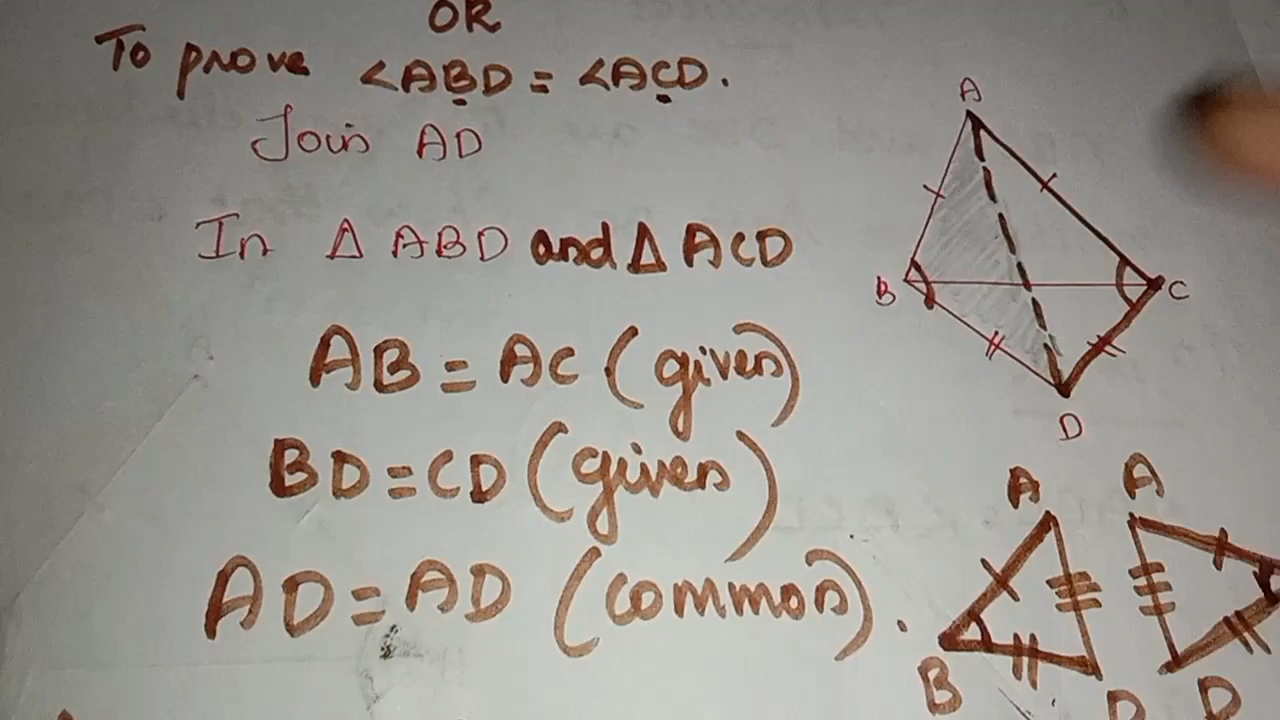 OR
To prove ∠ABD = ∠ACD.
Join AD
In Δ ABD and Δ ACD
AB = AC (given)
BD = CD (given)
AD = AD (common).
A
B
C
D
A
B
D
A
D